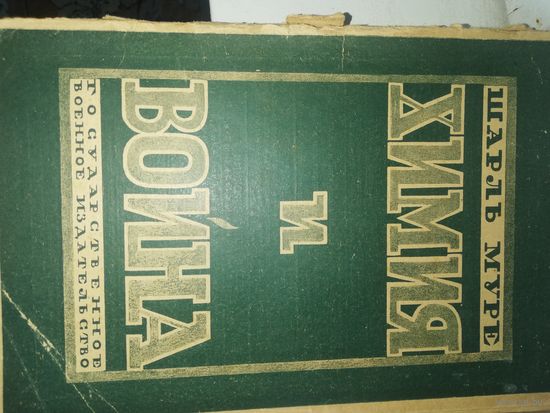 ШАРЛЬ МУРЕ
ХИМИЯ
И
ВОЙНА
ГОСУДАРСТВЕННОЕ
ВОЕННОЕ ИЗДАТЕЛЬСТВО